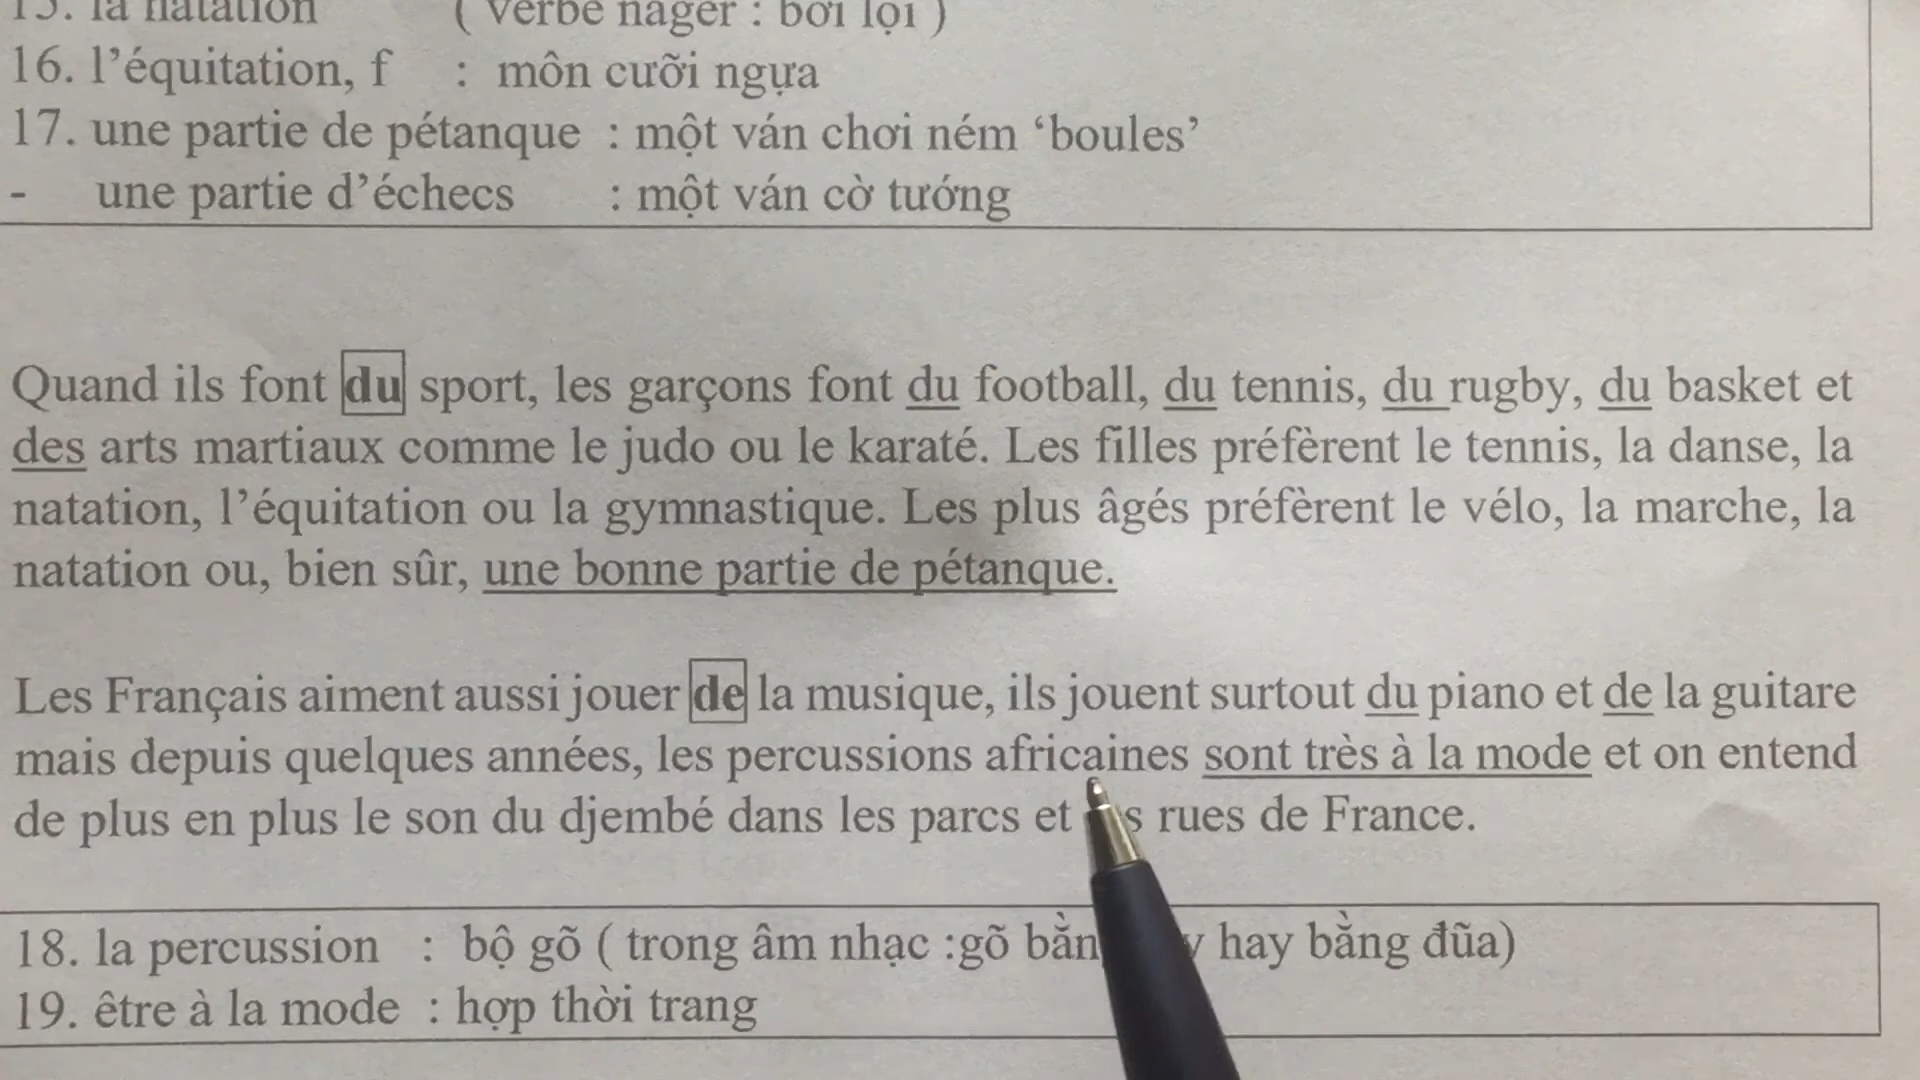 15. la natation ( verbe nager : bơi lội )
16. l’équitation, f : môn cưỡi ngựa
17. une partie de pétanque : một ván chơi ném ‘boules’
- une partie d’échecs : một ván cờ tướng
Quand ils font du sport, les garçons font du football, du tennis, du rugby, du basket et
des arts martiaux comme le judo ou le karaté. Les filles préfèrent le tennis, la danse, la
natation, l’équitation ou la gymnastique. Les plus âgés préfèrent le vélo, la marche, la
natation ou, bien sûr, une bonne partie de pétanque.
Les Français aiment aussi jouer de la musique, ils jouent surtout du piano et de la guitare
mais depuis quelques années, les percussions africaines sont très à la mode et on entend
de plus en plus le son du djembé dans les parcs et rues de France.
18. la percussion : bộ gõ ( trong âm nhạc :gõ hay bằng đũa)
19. être à la mode : hợp thời trang